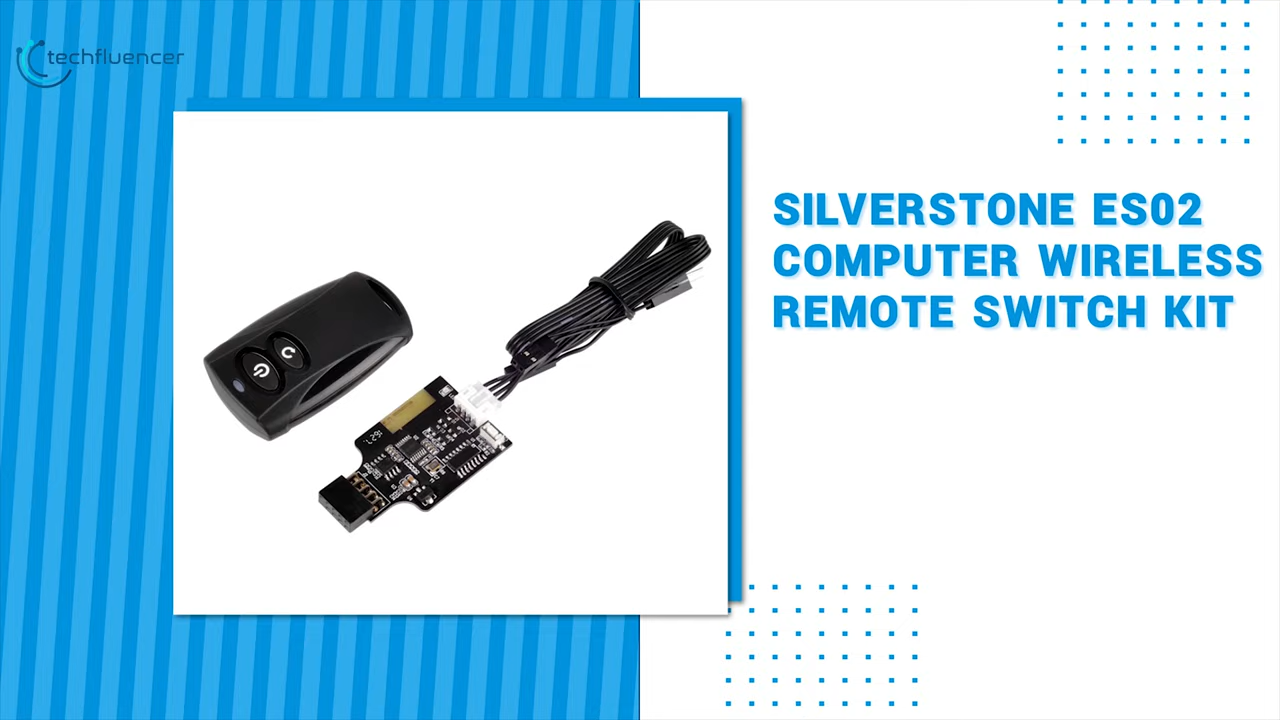 techfluencer
SILVERSTONE ES02
COMPUTER WIRELESS
REMOTE SWITCH KIT